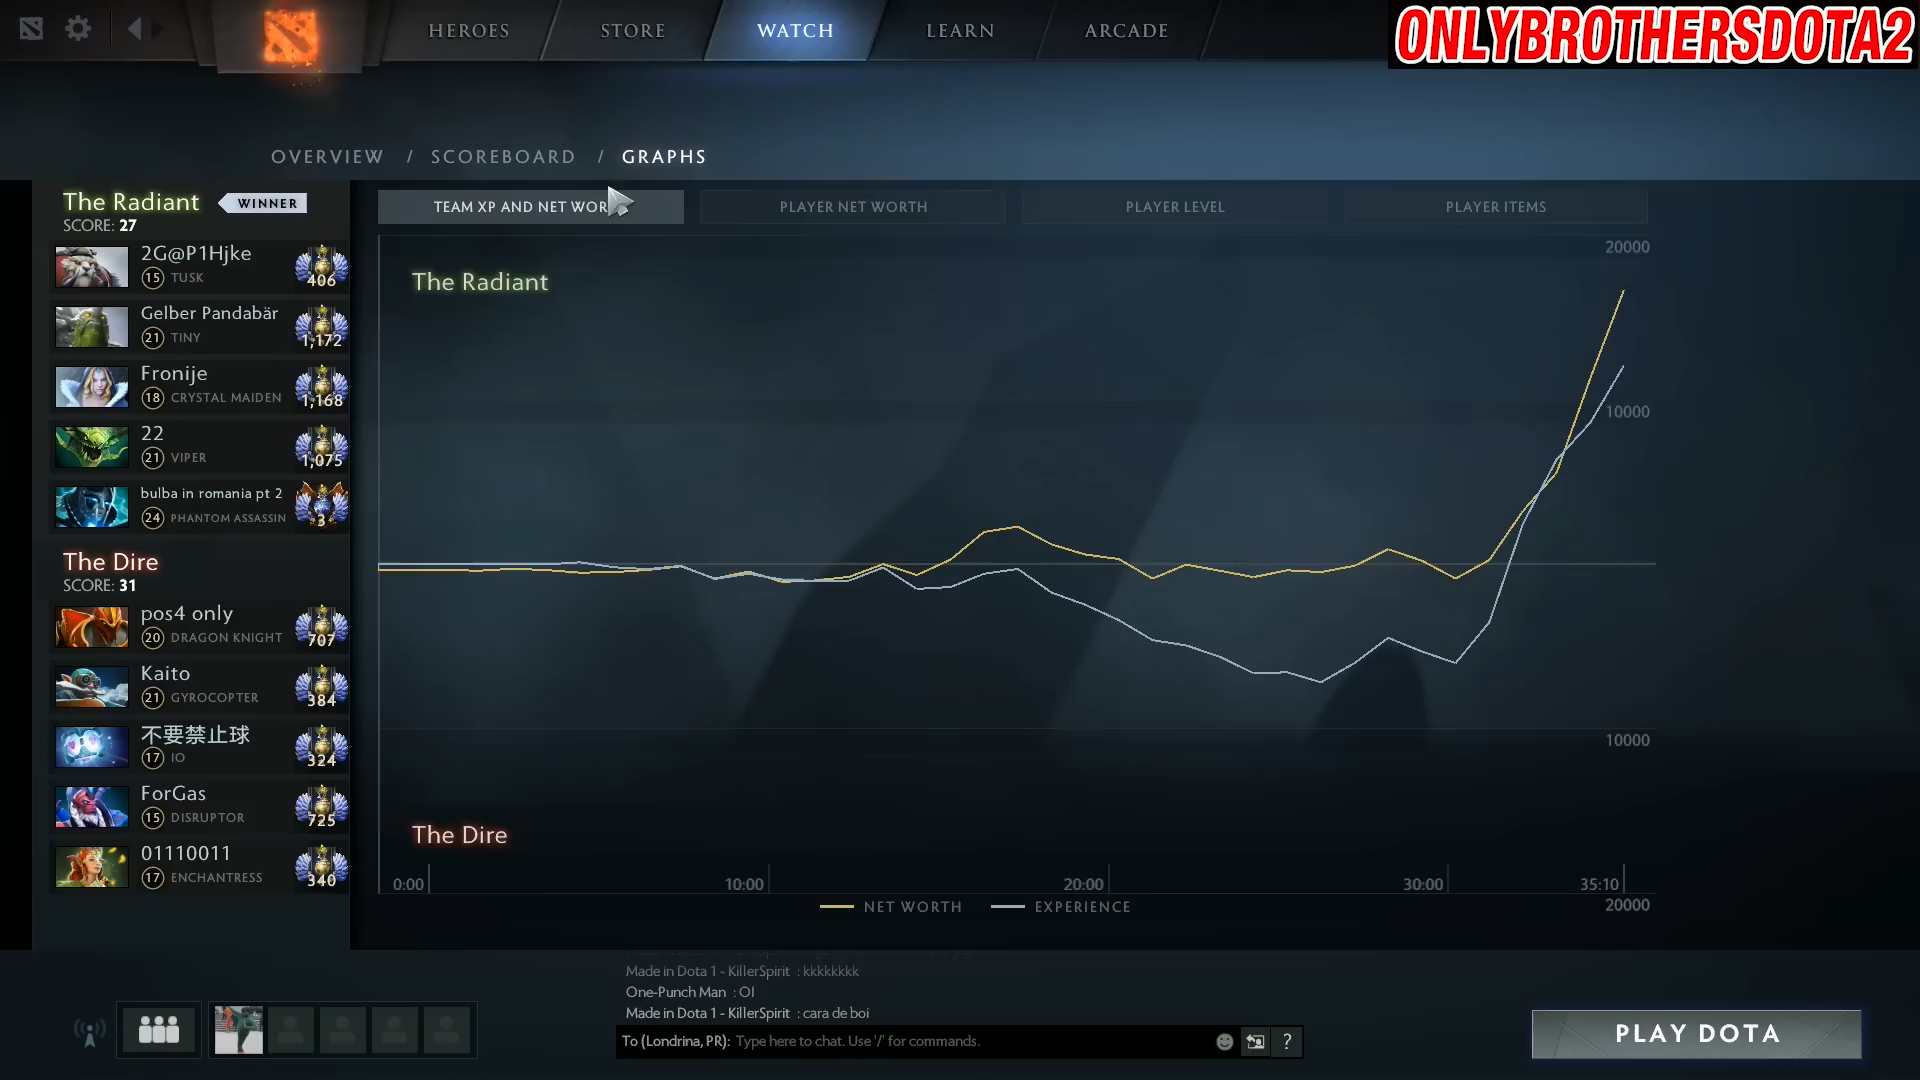 HEROES
STORE
WATCH
LEARN
ARCADE
ONLYBROTHERSDOTA2
OVERVIEW / SCOREBOARD / GRAPHS
The Radiant WINNER
SCORE: 27
2G@P1Hjke
15 TUSK
406
Gelber Pandabär
21 TINY
1,172
Fronije
18 CRYSTAL MAIDEN
1,168
22
21 VIPER
1,075
bulba in romania pt 2
24 PHANTOM ASSASSIN
3
The Dire
SCORE: 31
pos4 only
20 DRAGON KNIGHT
707
Kaito
21 GYROCOPTER
384
不要禁止球
17 IO
324
ForGas
15 DISRUPTOR
725
01110011
17 ENCHANTRESS
340
TEAM XP AND NET WOR
PLAYER NET WORTH
PLAYER LEVEL
PLAYER ITEMS
20000
The Radiant
10000
10000
The Dire
0:00
10:00
20:00
30:00
35:10
20000
NET WORTH
EXPERIENCE
Made in Dota 1 - KillerSpirit : kkkkkkkk
One-Punch Man : OI
Made in Dota 1 - KillerSpirit : cara de boi
To (Londrina, PR): Type here to chat. Use '/' for commands.
?
PLAY DOTA